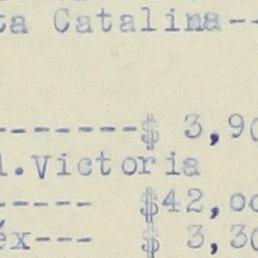 ta Catalina--
-------$ 3,90
l.Victoria
----- $42,00
éx--- $ 3,30